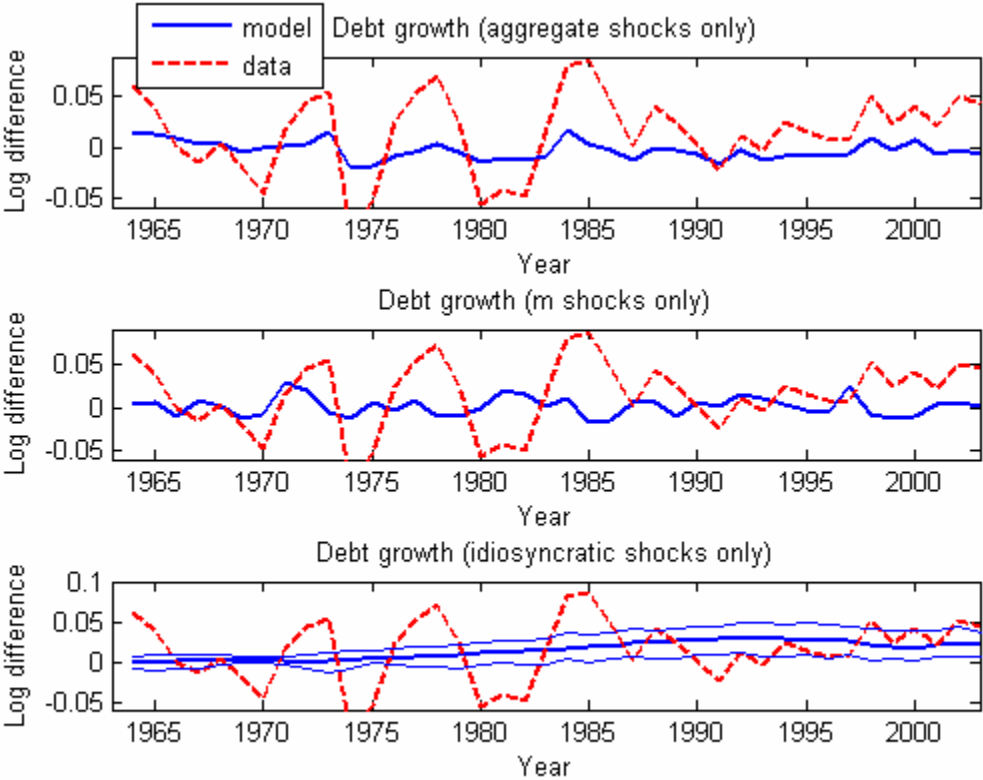 model
data
Debt growth (aggregate shocks only)
Log difference
0.05
0
-0.05
1965 1970 1975 1980 1985 1990 1995 2000
Year
Debt growth (m shocks only)
Log difference
0.05
0
-0.05
1965 1970 1975 1980 1985 1990 1995 2000
Year
Debt growth (idiosyncratic shocks only)
Log difference
0.1
0.05
0
-0.05
1965 1970 1975 1980 1985 1990 1995 2000
Year